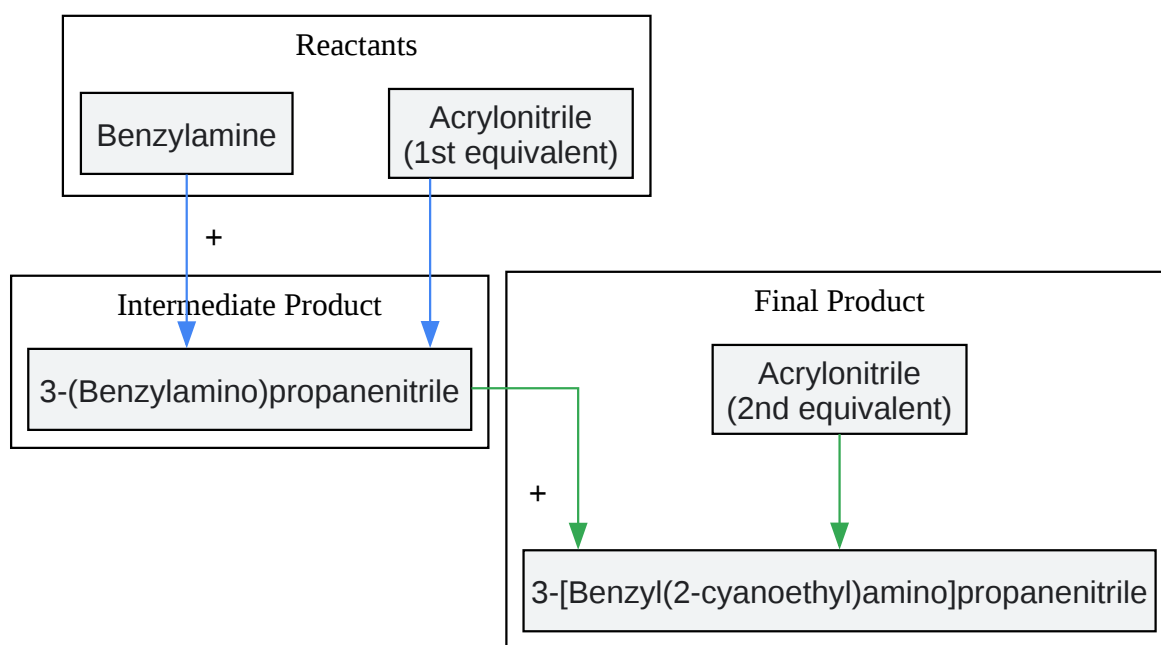 Reactants
Benzylamine
Acrylonitrile
(1st equivalent)
+
Intermediate Product
3-(Benzylamino)propanenitrile
Final Product
Acrylonitrile
(2nd equivalent)
+
3-[Benzyl(2-cyanoethyl)amino]propanenitrile